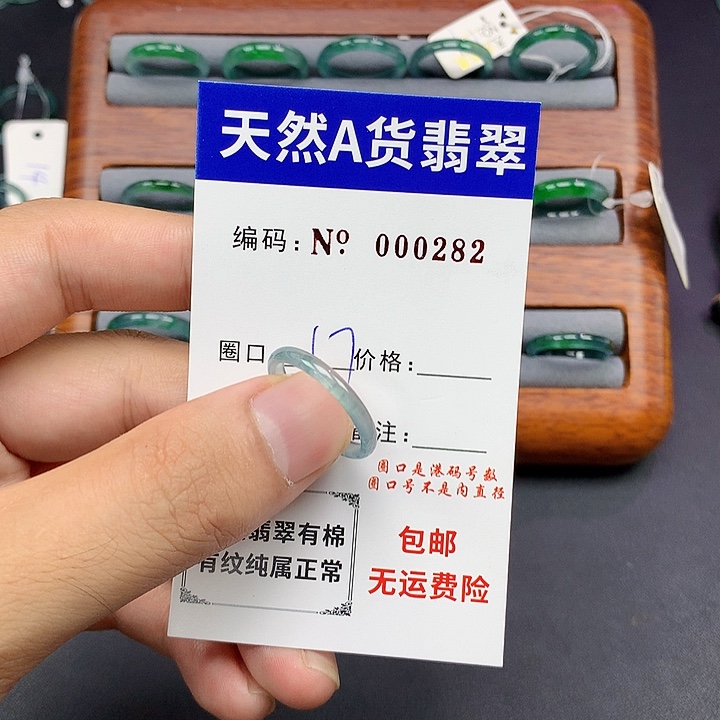 天然A货翡翠
编码:Nº 000282
圈口 17 价格:
备注:
圈口是港码号数
圈口号不是内直径
翡翠有棉
有纹纯属正常
包邮
无运费险